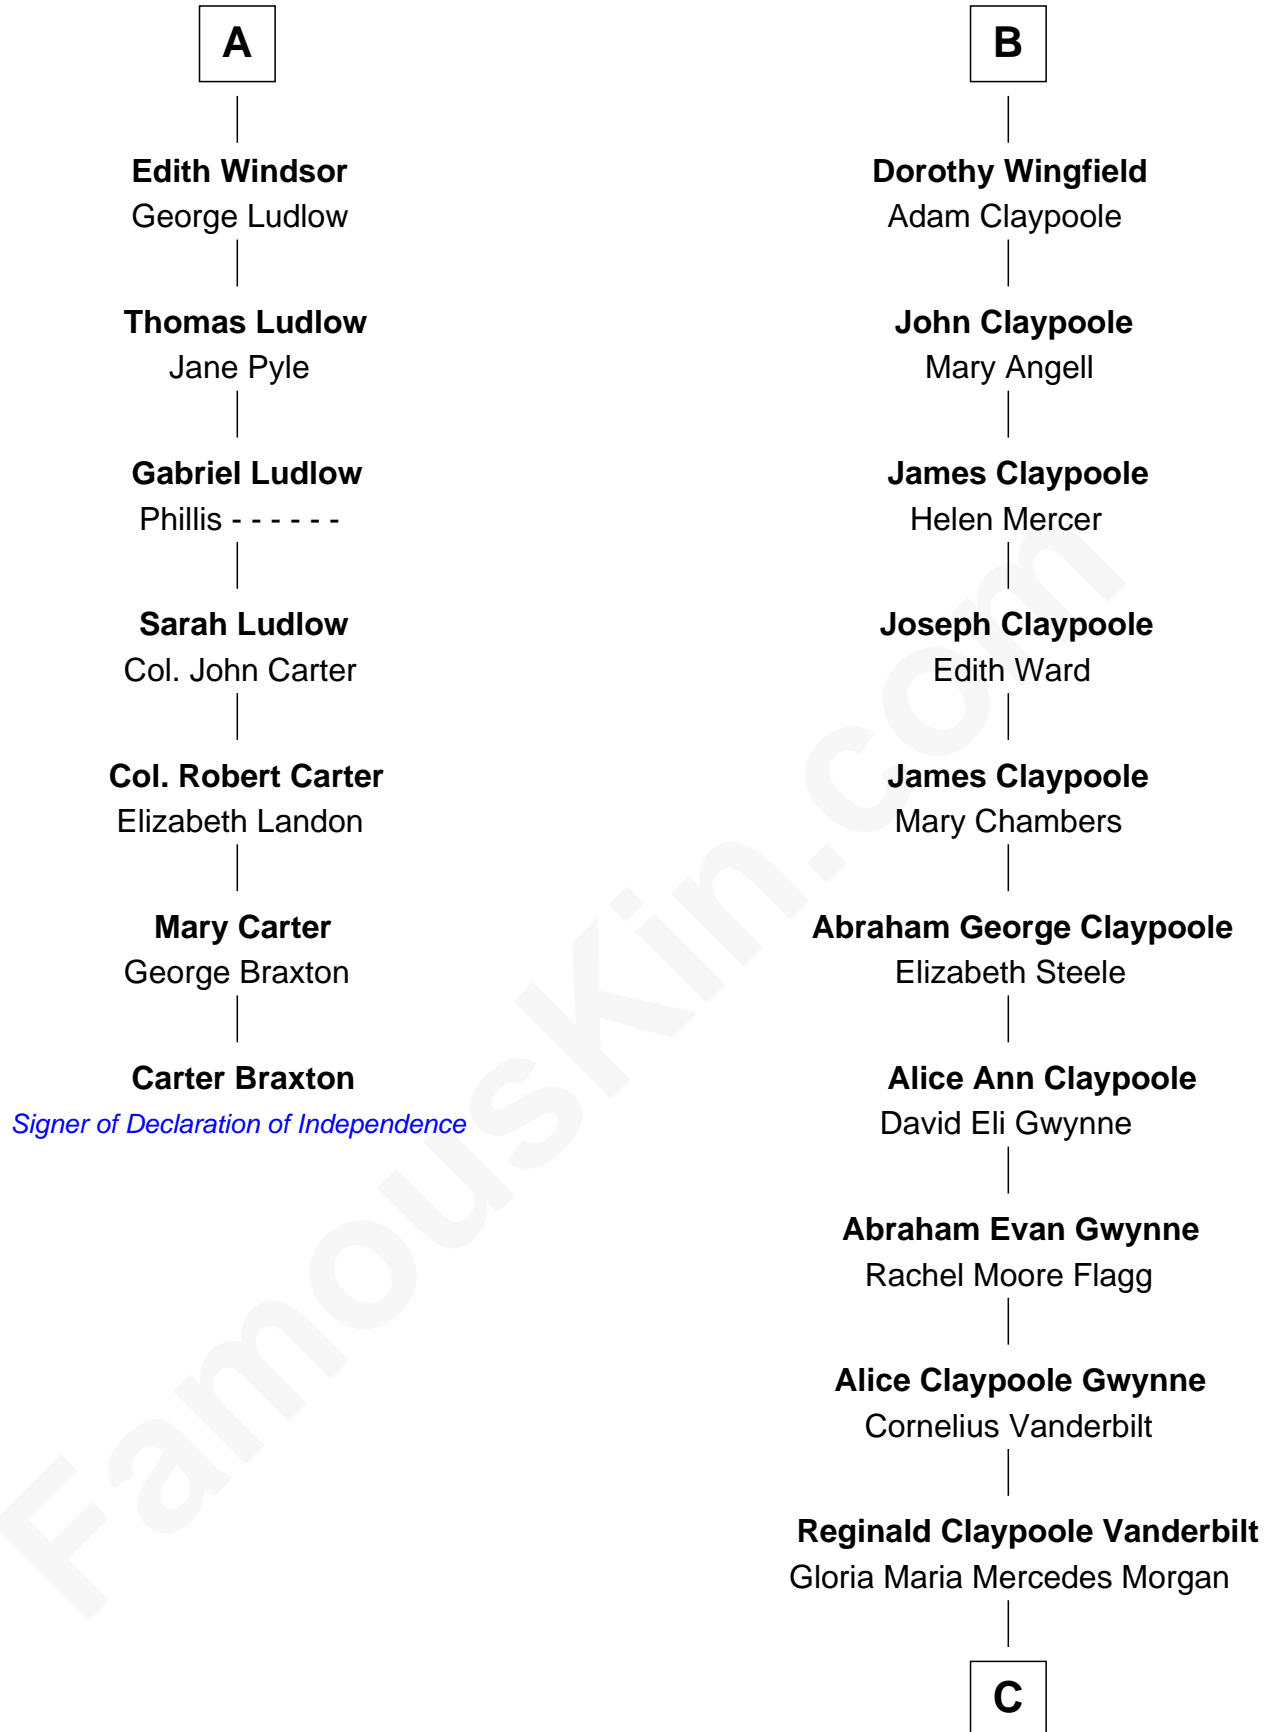 A
Edith Windsor
George Ludlow
Thomas Ludlow
Jane Pyle
Gabriel Ludlow
Phillis - - - - - -
Sarah Ludlow
Col. John Carter
Col. Robert Carter
Elizabeth Landon
Mary Carter
George Braxton
Carter Braxton
Signer of Declaration of Independence
B
Dorothy Wingfield
Adam Claypoole
John Claypoole
Mary Angell
James Claypoole
Helen Mercer
Joseph Claypoole
Edith Ward
James Claypoole
Mary Chambers
Abraham George Claypoole
Elizabeth Steele
Alice Ann Claypoole
David Eli Gwynne
Abraham Evan Gwynne
Rachel Moore Flagg
Alice Claypoole Gwynne
Cornelius Vanderbilt
Reginald Claypoole Vanderbilt
Gloria Maria Mercedes Morgan
C
FamousKin.com